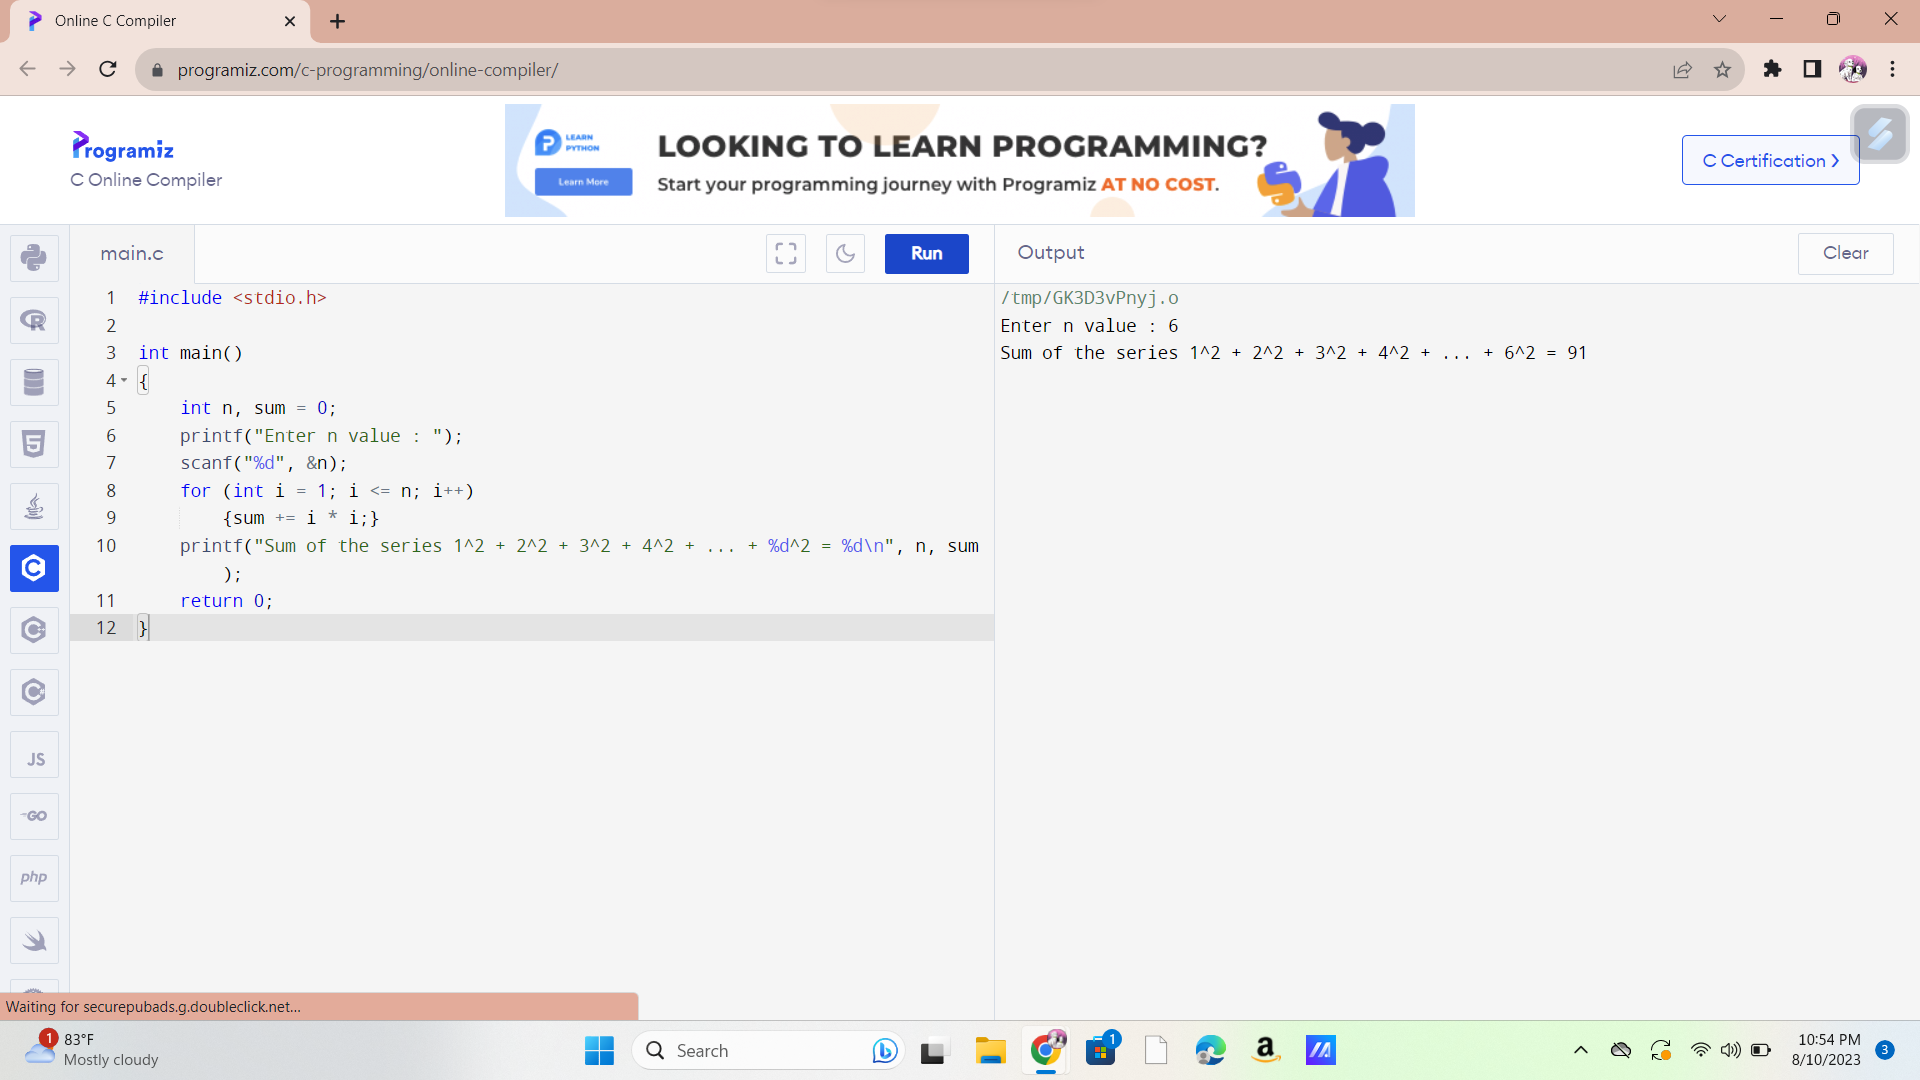 Online C Compiler
programiz.com/c-programming/online-compiler/
Programiz
C Online Compiler
LEARN
PYTHON
Learn More
LOOKING TO LEARN PROGRAMMING?
Start your programming journey with Programiz AT NO COST.
C Certification >
main.c
Run
Output
Clear
1 #include <stdio.h>
2
3 int main()
4 {
5     int n, sum = 0;
6     printf("Enter n value : ");
7     scanf("%d", &n);
8     for (int i = 1; i <= n; i++)
9         {sum += i * i;}
10     printf("Sum of the series 1^2 + 2^2 + 3^2 + 4^2 + ... + %d^2 = %d\n", n, sum
        );
11     return 0;
12 }
/tmp/GK3D3vPnyj.o
Enter n value : 6
Sum of the series 1^2 + 2^2 + 3^2 + 4^2 + ... + 6^2 = 91
R
5
C
JS
GO
php
Waiting for securepubads.g.doubleclick.net...
1
83°F
Mostly cloudy
Search
1
a
10:54 PM
8/10/2023
3